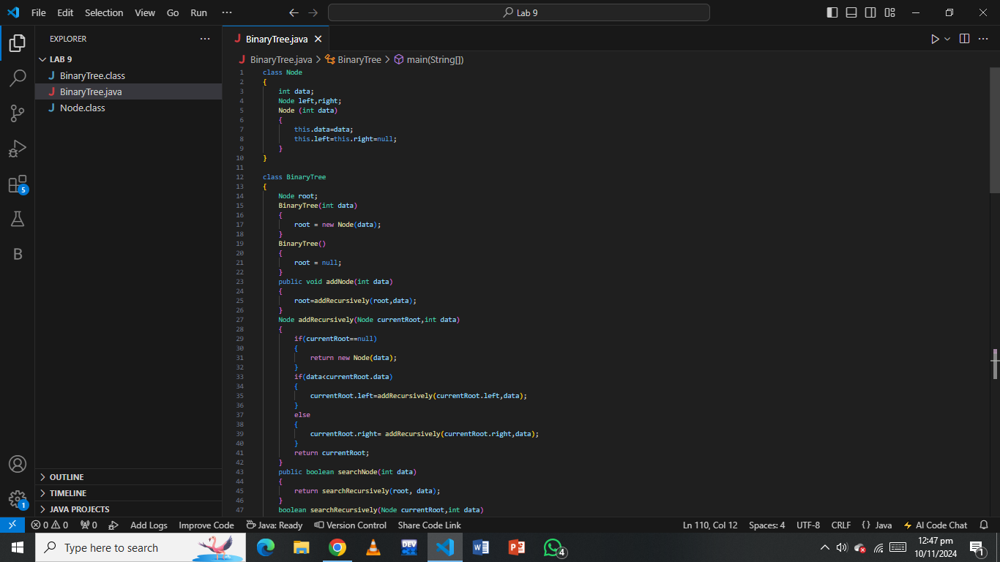 File Edit Selection View Go Run ··· Lab 9
EXPLORER ···
LAB 9
J BinaryTree.class
J BinaryTree.java
J Node.class
OUTLINE
TIMELINE
JAVA PROJECTS
5
B
1
J BinaryTree.java
J BinaryTree.java > BinaryTree > main(String[])
1 class Node
2 {
3 int data;
4 Node left,right;
5 Node (int data)
6 {
7 this.data=data;
8 this.left=this.right=null;
9 }
10 }
11
12 class BinaryTree
13 {
14 Node root;
15 BinaryTree(int data)
16 {
17 root = new Node(data);
18 }
19 BinaryTree()
20 {
21 root = null;
22 }
23 public void addNode(int data)
24 {
25 root=addRecursively(root,data);
26 }
27 Node addRecursively(Node currentRoot,int data)
28 {
29 if(currentRoot==null)
30 {
31 return new Node(data);
32 }
33 if(data<currentRoot.data)
34 {
35 currentRoot.left=addRecursively(currentRoot.left,data);
36 }
37 else
38 {
39 currentRoot.right= addRecursively(currentRoot.right,data);
40 }
41 return currentRoot;
42 }
43 public boolean searchNode(int data)
44 {
45 return searchRecursively(root, data);
46 }
47 boolean searchRecursively(Node currentRoot,int data)
0 0 0 Add Logs Improve Code Java: Ready Version Control Share Code Link Ln 110, Col 12 Spaces: 4 UTF-8 CRLF {} Java AI Code Chat
Type here to search
DEV
W
P
4
12:47 pm
10/11/2024
1